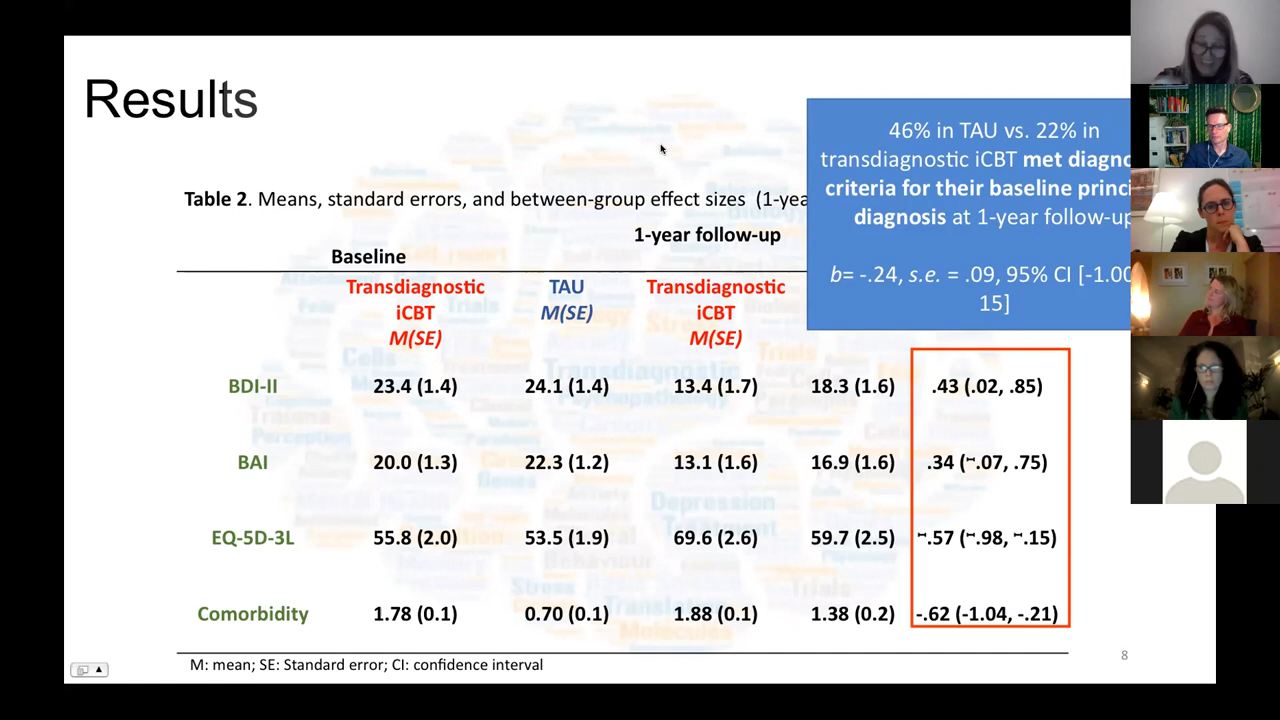 Results
46% in TAU vs. 22% in
transdiagnostic iCBT met
criteria for their baseline
diagnosis at 1-year follow-up
b= -.24, s.e. = .09, 95% CI [-1.00
15]
Table 2. Means, standard errors, and between-group effect sizes (1-yea
1-year follow-up
Baseline
Transdiagnostic iCBT M(SE)
TAU M(SE)
Transdiagnostic iCBT M(SE)
BDI-II 23.4 (1.4) 24.1 (1.4) 13.4 (1.7) 18.3 (1.6) .43 (.02, .85)
BAI 20.0 (1.3) 22.3 (1.2) 13.1 (1.6) 16.9 (1.6) .34 (-.07, .75)
EQ-5D-3L 55.8 (2.0) 53.5 (1.9) 69.6 (2.6) 59.7 (2.5) -.57 (-.98, -.15)
Comorbidity 1.78 (0.1) 0.70 (0.1) 1.88 (0.1) 1.38 (0.2) -.62 (-1.04, -.21)
M: mean; SE: Standard error; CI: confidence interval
8